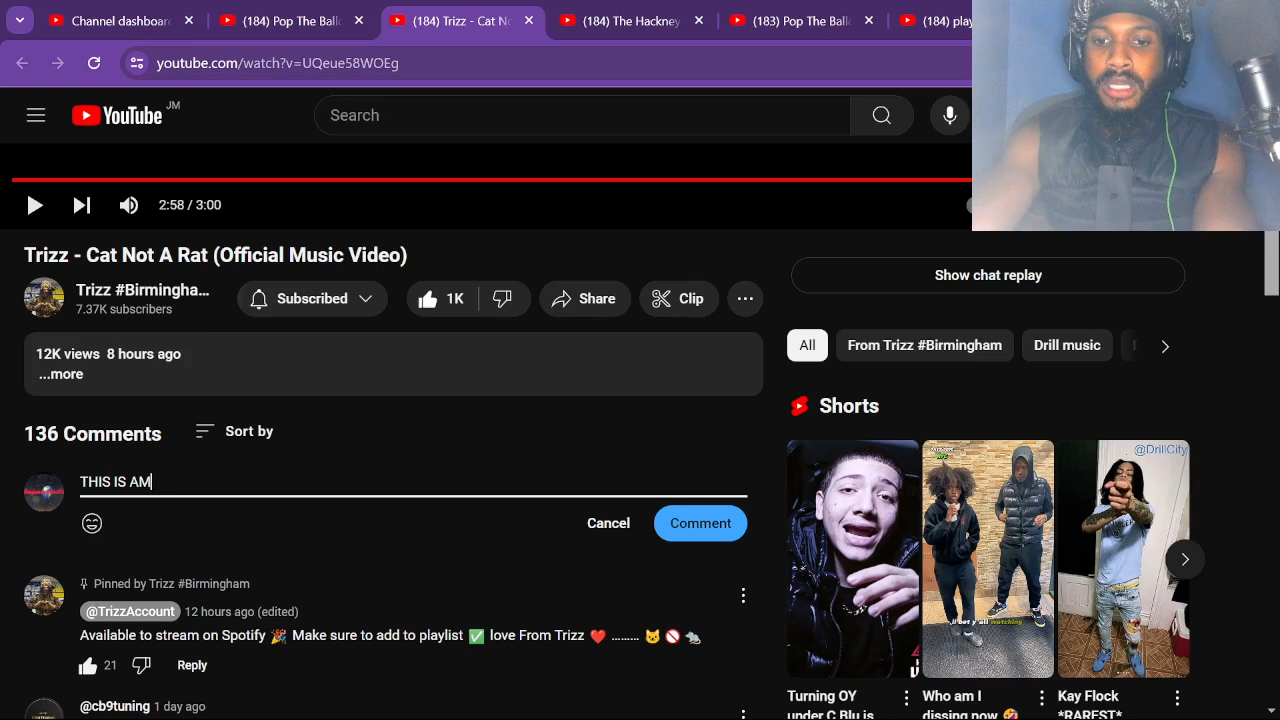 Channel dashboar
(184) Pop The Ballo
(184) Trizz - Cat No
(184) The Hackney
(183) Pop The Ballo
(184) play
youtube.com/watch?v=UQeue58WOEg
YouTube JM
Search
2:58 / 3:00
Trizz - Cat Not A Rat (Official Music Video)
Trizz #Birmingha...
7.37K subscribers
Subscribed
1K
Share
Clip
Show chat replay
12K views 8 hours ago
...more
All
From Trizz #Birmingham
Drill music
136 Comments
Sort by
Shorts
THIS IS AM
Cancel
Comment
@DrillCity
Pinned by Trizz #Birmingham
@TrizzAccount 12 hours ago (edited)
Available to stream on Spotify 🎉 Make sure to add to playlist ✅ love From Trizz ❤️ ......... 🐱🚫🐀
21
Reply
@cb9tuning 1 day ago
Turning OY
under C Blu is
Who am I
dissing now 🤣
Kay Flock
*RAREST*